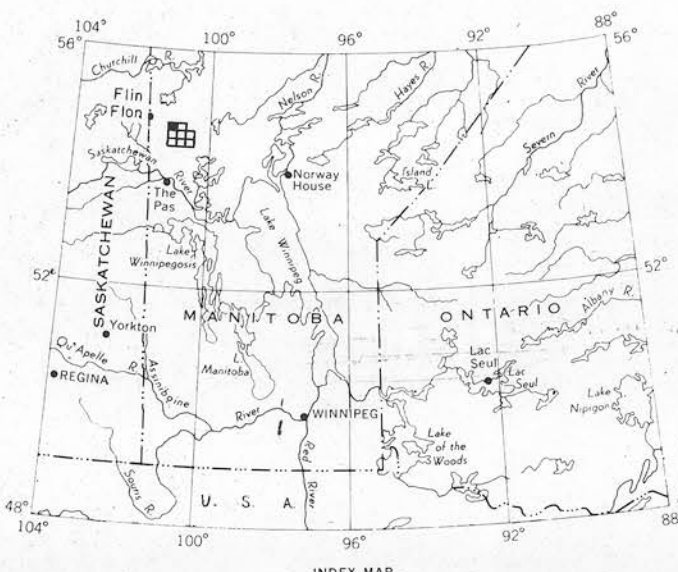 104°
100°
96°
92°
88°
56°
56°
Churchill R.
Flin
Flon
Nelson R.
Hayes R.
Severn River
Saskatchewan River
The
Pas
Norway
House
Island
L.
SASKATCHEWAN
Lake
Winnipegosis
Lake Winnipeg
52°
52°
MANITOBA
ONTARIO
Albany R.
Yorkton
Qu'Apelle R.
REGINA
Assiniboine
L.
Manitoba
Lac
Seul
Lac
Seul
Lake
Nipigon
River
WINNIPEG
Lake
of the
Woods
Red River
Souris R.
U. S. A.
48°
104°
100°
96°
92°
88°
INDEX MAP